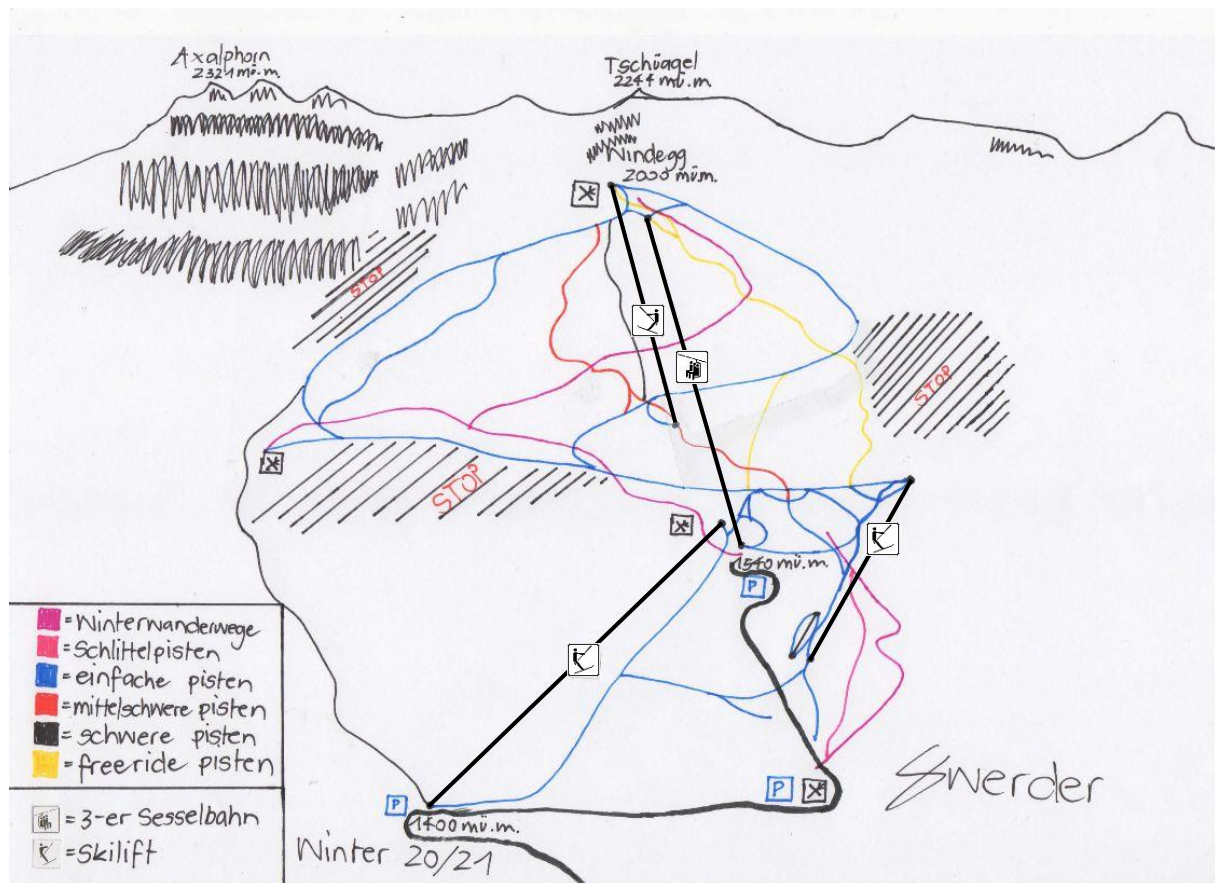 Axalphorn
2321 mü.m.
Tschüagel
2244 mü.m.
Windegg
2000 mü.m.
STOP
STOP
STOP
1540 mü.m.
P
= Winterwanderwege
= Schlittelpisten
= einfache pisten
= mittelschwere pisten
= schwere pisten
= freeride pisten
P
P
1400 mü.m.
= 3-er Sesselbahn
= Skilift
Winter 20/21